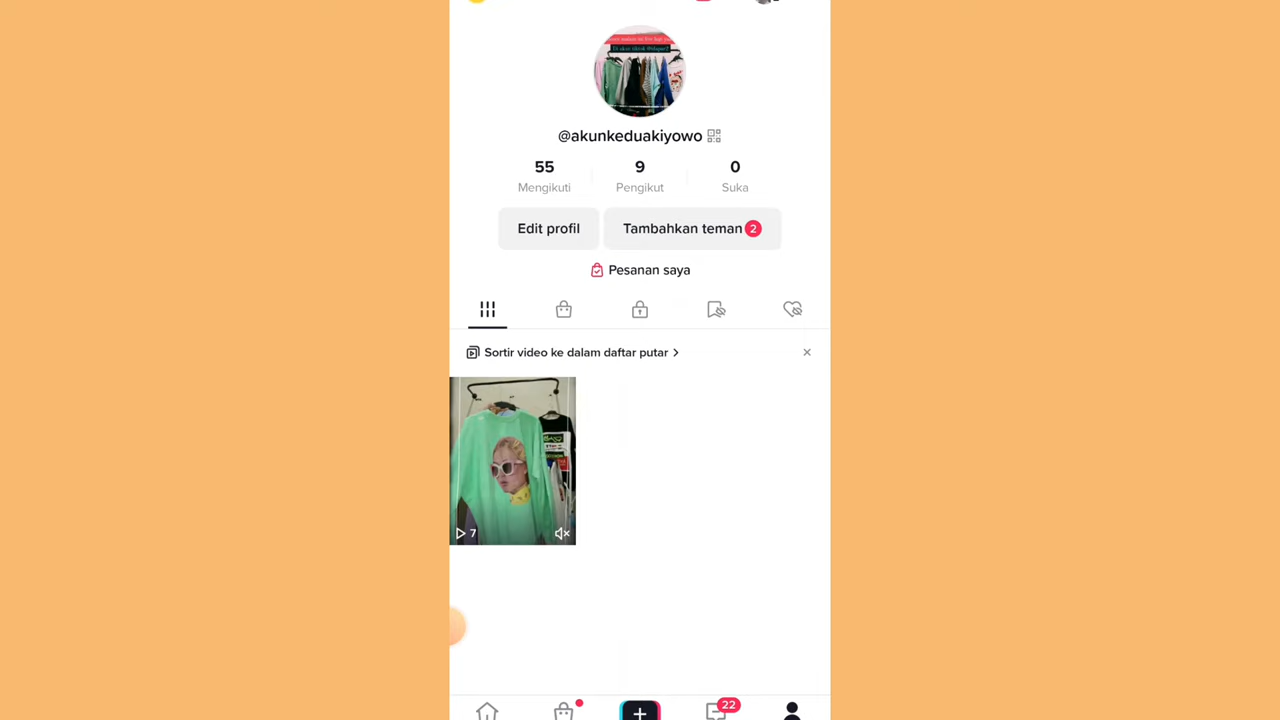 @akunkeduakiyowo
55 9 0
Mengikuti Pengikut Suka
Edit profil Tambahkan teman 2
Pesanan saya
Sortir video ke dalam daftar putar
7
22